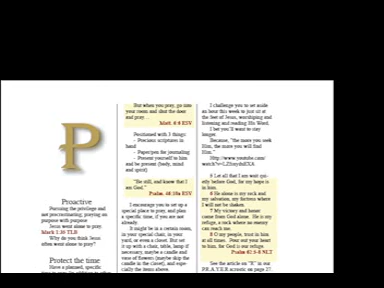 P
Proactive
Pursuing the privilege and
not procrastinating; praying on
purpose with purpose
Jesus went alone to pray.
Mark 1:35 TLB
Why do you think Jesus
often went alone to pray?
Protect the time
Have a planned, specific
But when you pray, go into
your room and shut the door
and pray...
Matt. 6:6 ESV
Positioned with 3 things:
- Precious scriptures in
hand
- Paper/pen for journaling
- Present yourself to him
and be present (body, mind
and spirit)
"Be still, and know that I
am God."
Psalm. 46:10a ESV
I encourage you to set up a
special place to pray, and plan
a specific time, if you are not
already.
It might be in a certain room,
in your special chair, in your
yard, or even a closet. But set
it up with a chair, table, lamp if
necessary, maybe a candle and
vase of flowers (maybe skip the
candle in the closet), and espe-
cially the items above.
I challenge you to set aside
an hour this week to just sit at
the feet of Jesus, worshiping and
listening and reading His Word,
I bet you'll want to stay
longer.
Because, "the more you seek
Him, the more you will find
Him."
5 Let all that I am wait qui-
etly before God, for my hope is
in him.
6 He alone is my rock and
my salvation, my fortress where
I will not be shaken.
7 My victory and honor
come from God alone. He is my
refuge, a rock where no enemy
can reach me.
8 O my people, trust in him
at all times. Pour out your heart
to him, for God is our refuge.
Psalm 62:5-8 NLT
See the article on "R" in our
P.R.A.Y.E.R acrostic on page 27.